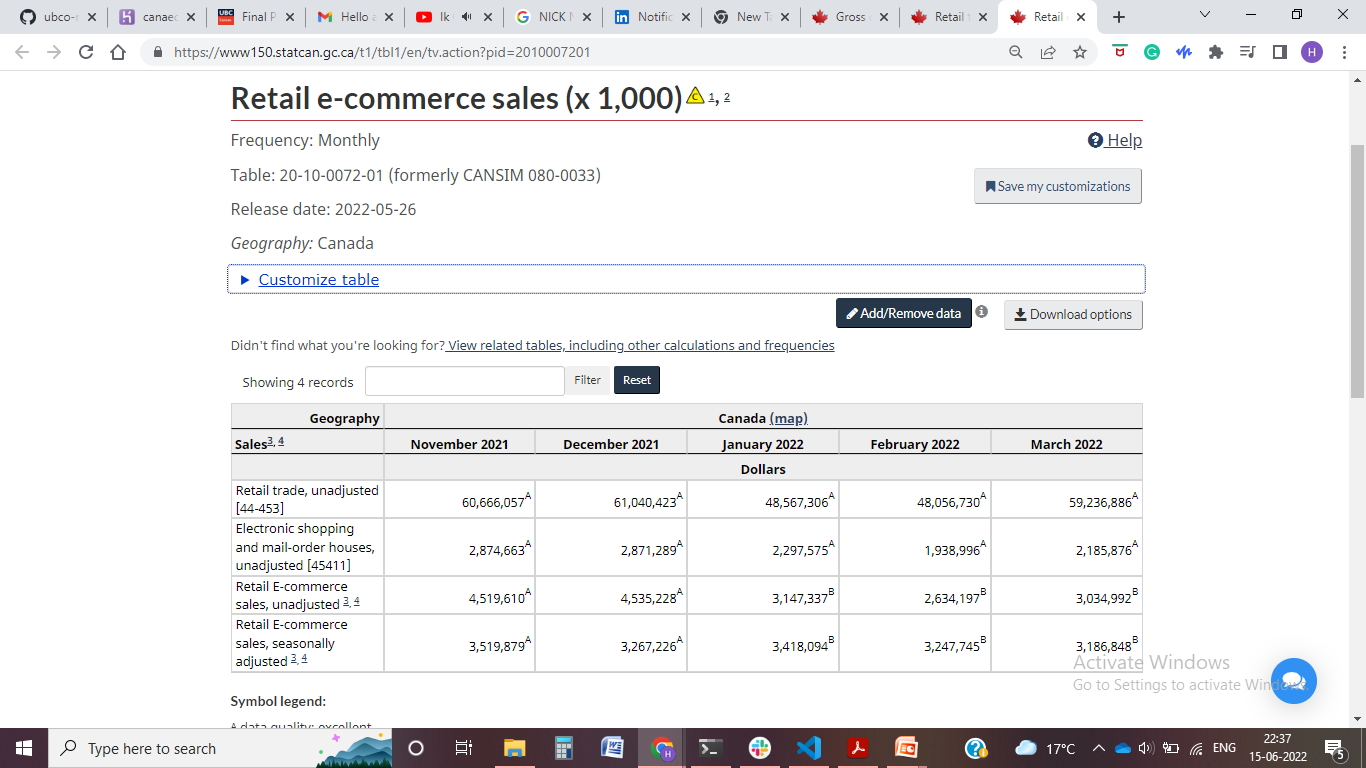 ubco-
canaec
Final P
Hello a
Ik
NICK
Notific
New Ta
Gross
Retail t
Retail
https://www150.statcan.gc.ca/t1/tbl1/en/tv.action?pid=2010007201
H
Retail e-commerce sales (x 1,000) C 1, 2
Frequency: Monthly
Help
Table: 20-10-0072-01 (formerly CANSIM 080-0033)
Save my customizations
Release date: 2022-05-26
Geography: Canada
Customize table
Add/Remove data
Download options
Didn't find what you're looking for? View related tables, including other calculations and frequencies
Showing 4 records
Filter
Reset
Geography Canada (map)
Sales3, 4 November 2021 December 2021 January 2022 February 2022 March 2022
Dollars
Retail trade, unadjusted
[44-453]
60,666,057A 61,040,423A 48,567,306A 48,056,730A 59,236,886A
Electronic shopping
and mail-order houses,
unadjusted [45411]
2,874,663A 2,871,289A 2,297,575A 1,938,996A 2,185,876A
Retail E-commerce
sales, unadjusted 3, 4
4,519,610A 4,535,228A 3,147,337B 2,634,197B 3,034,992B
Retail E-commerce
sales, seasonally
adjusted 3, 4
3,519,879A 3,267,226A 3,418,094B 3,247,745B 3,186,848B
Activate Windows
Go to Settings to activate Windows.
Symbol legend:
A data quality: excellent
Type here to search
17°C
ENG
22:37
15-06-2022
5